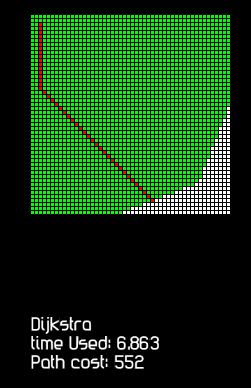 Dijkstra
time Used: 6,863
Path cost: 552